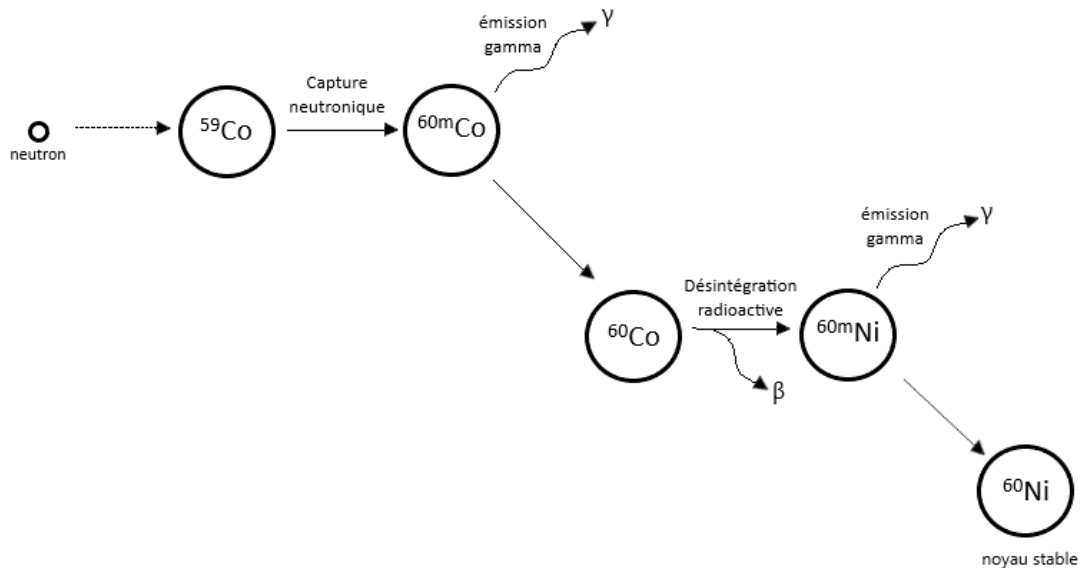 neutron
⁵⁹Co
Capture
neutronique
⁶⁰ᵐCo
émission
gamma
γ
⁶⁰Co
Désintégration
radioactive
β
⁶⁰ᵐNi
émission
gamma
γ
⁶⁰Ni
noyau stable